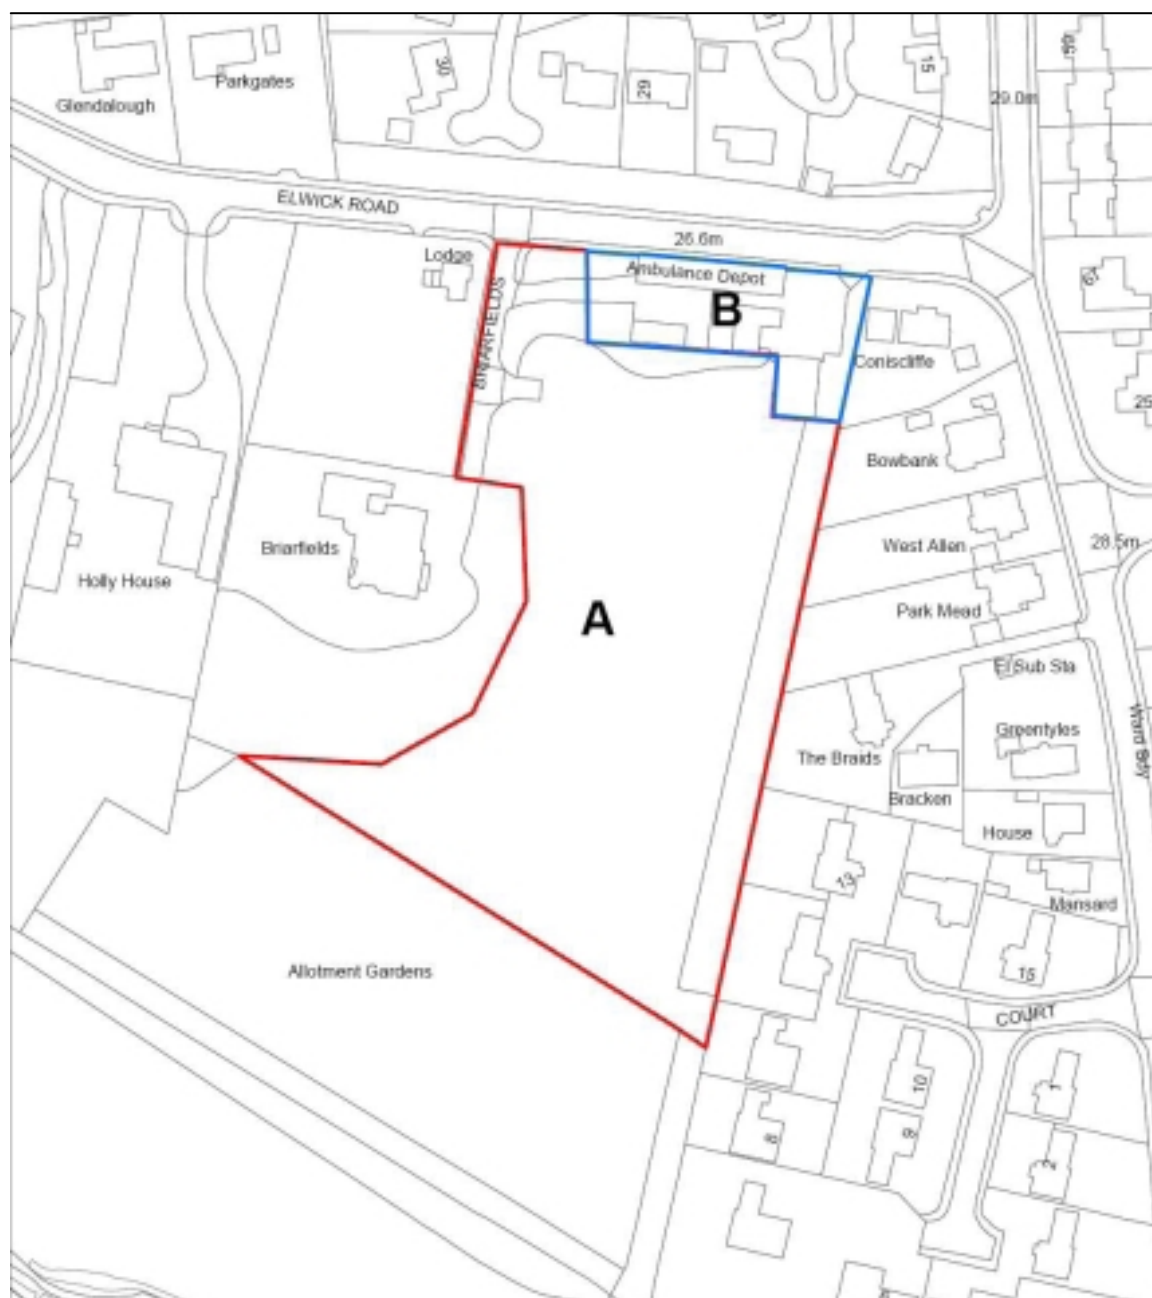 Glendalough
Parkgates
30
29
15
59
29.0m
ELWICK ROAD
26.6m
Lodge
Ambulance Depot
B
61
BRIARFIELDS
Coniscliffe
25
Bowbank
Briarfields
West Allen
28.5m
Holly House
A
Park Mead
El Sub Sta
Greentyles
Ward Bdy
The Braids
Bracken
House
13
Mansard
Allotment Gardens
15
COURT
10
1
8
9
2